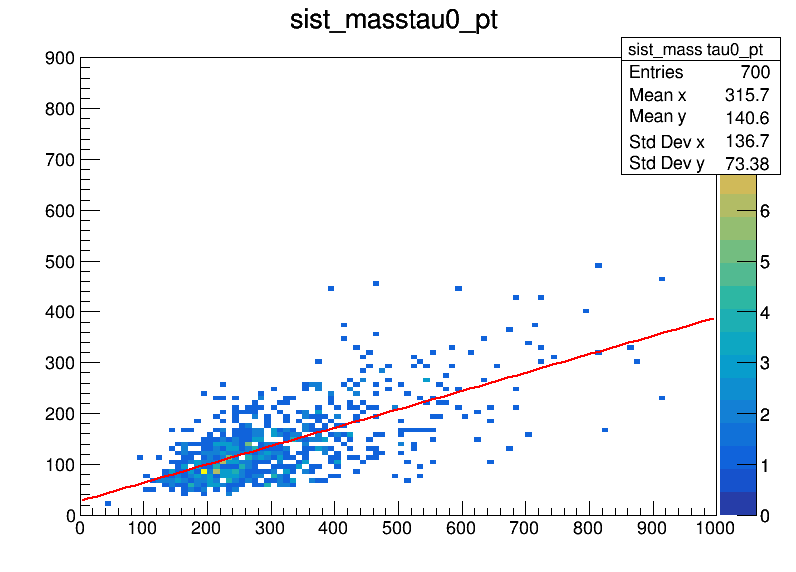 sist_masstau0_pt
sist_mass tau0_pt
Entries 700
Mean x 315.7
Mean y 140.6
Std Dev x 136.7
Std Dev y 73.38
900
800
700
600
500
400
300
200
100
0
6
5
4
3
2
1
0
0 100 200 300 400 500 600 700 800 900 1000